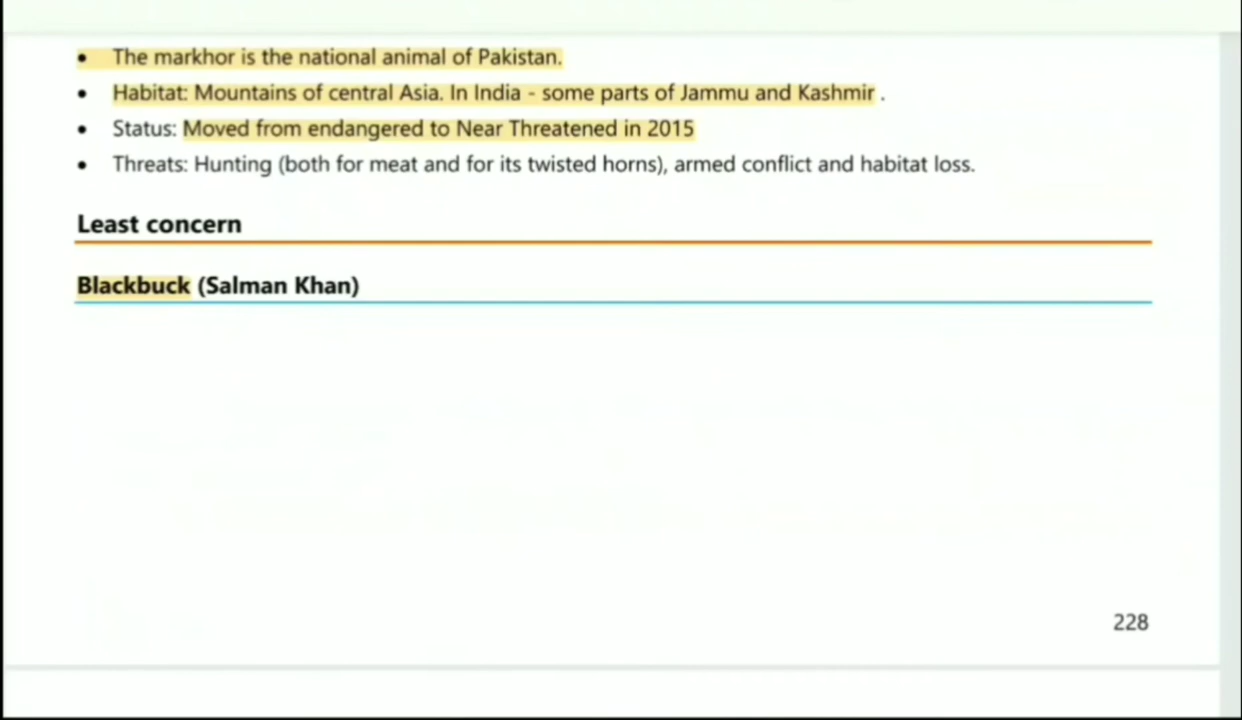 • The markhor is the national animal of Pakistan.
• Habitat: Mountains of central Asia. In India - some parts of Jammu and Kashmir .
• Status: Moved from endangered to Near Threatened in 2015
• Threats: Hunting (both for meat and for its twisted horns), armed conflict and habitat loss.
Least concern
Blackbuck (Salman Khan)
228